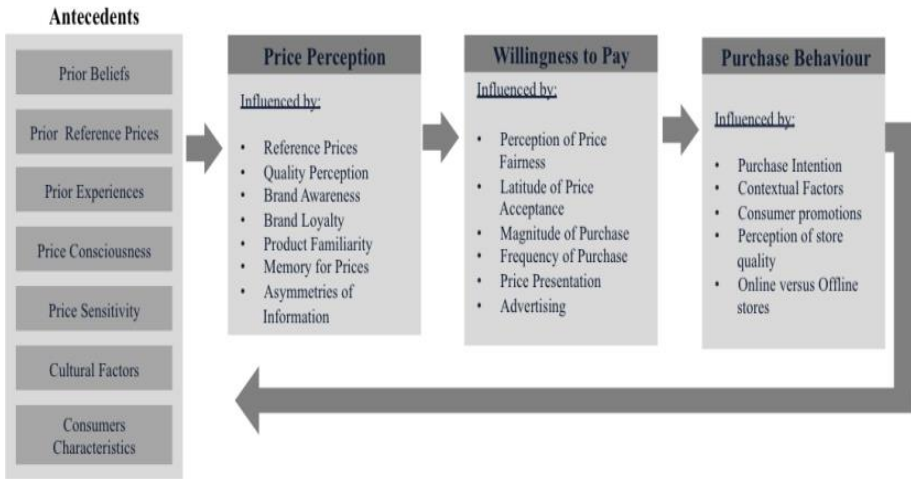 Antecedents
Prior Beliefs
Prior Reference Prices
Prior Experiences
Price Consciousness
Price Sensitivity
Cultural Factors
Consumers
Characteristics
Price Perception
Influenced by:
• Reference Prices
• Quality Perception
• Brand Awareness
• Brand Loyalty
• Product Familiarity
• Memory for Prices
• Asymmetries of
Information
Willingness to Pay
Influenced by:
• Perception of Price
Fairness
• Latitude of Price
Acceptance
• Magnitude of Purchase
• Frequency of Purchase
• Price Presentation
• Advertising
Purchase Behaviour
Influenced by:
• Purchase Intention
• Contextual Factors
• Consumer promotions
• Perception of store
quality
• Online versus Offline
stores